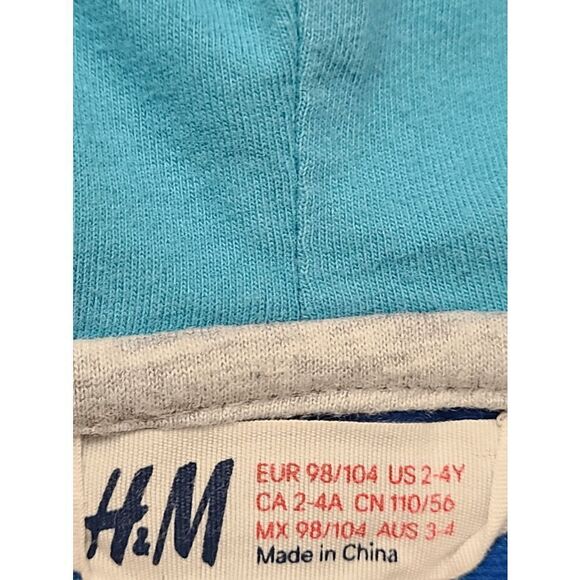 H&M
EUR 98/104 US 2-4Y
CA 2-4A CN 110/56
MX 98/104 AUS 3-4
Made in China